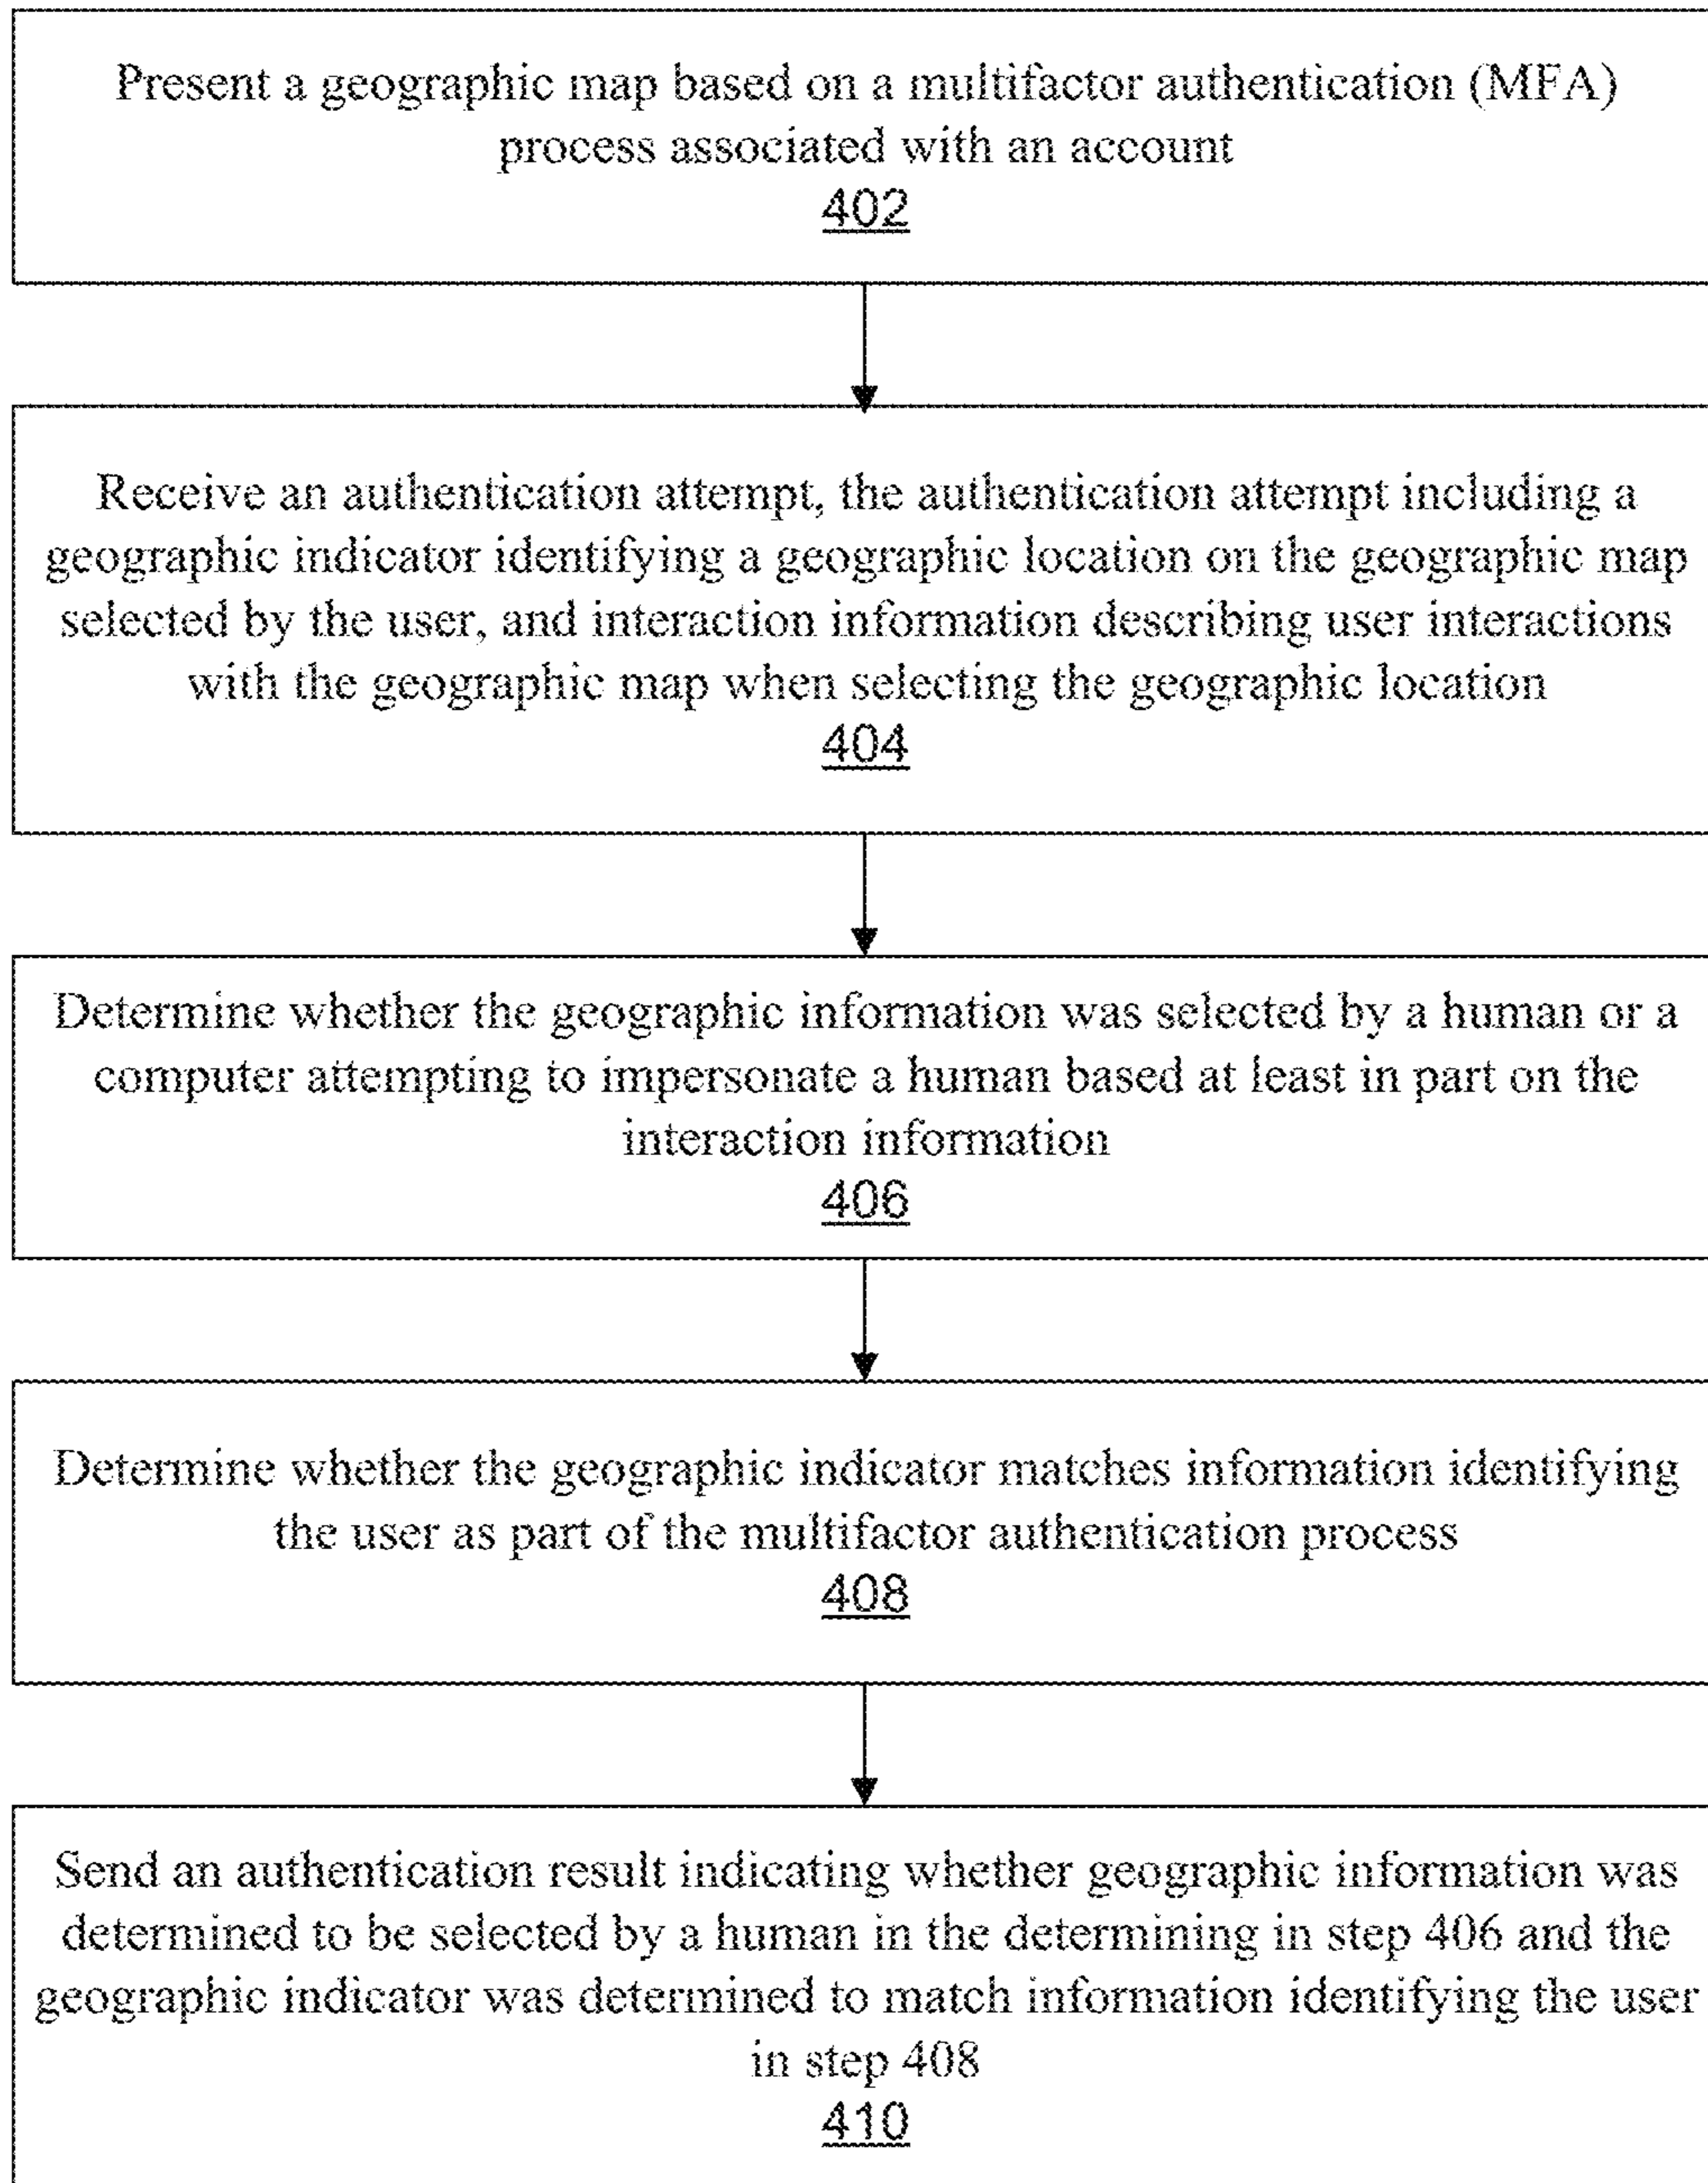 Present a geographic map based on a multifactor authentication (MFA)
process associated with an account
402
Receive an authentication attempt, the authentication attempt including a
geographic indicator identifying a geographic location on the geographic map
selected by the user, and interaction information describing user interactions
with the geographic map when selecting the geographic location
404
Determine whether the geographic information was selected by a human or a
computer attempting to impersonate a human based at least in part on the
interaction information
406
Determine whether the geographic indicator matches information identifying
the user as part of the multifactor authentication process
408
Send an authentication result indicating whether geographic information was
determined to be selected by a human in the determining in step 406 and the
geographic indicator was determined to match information identifying the user
in step 408
410